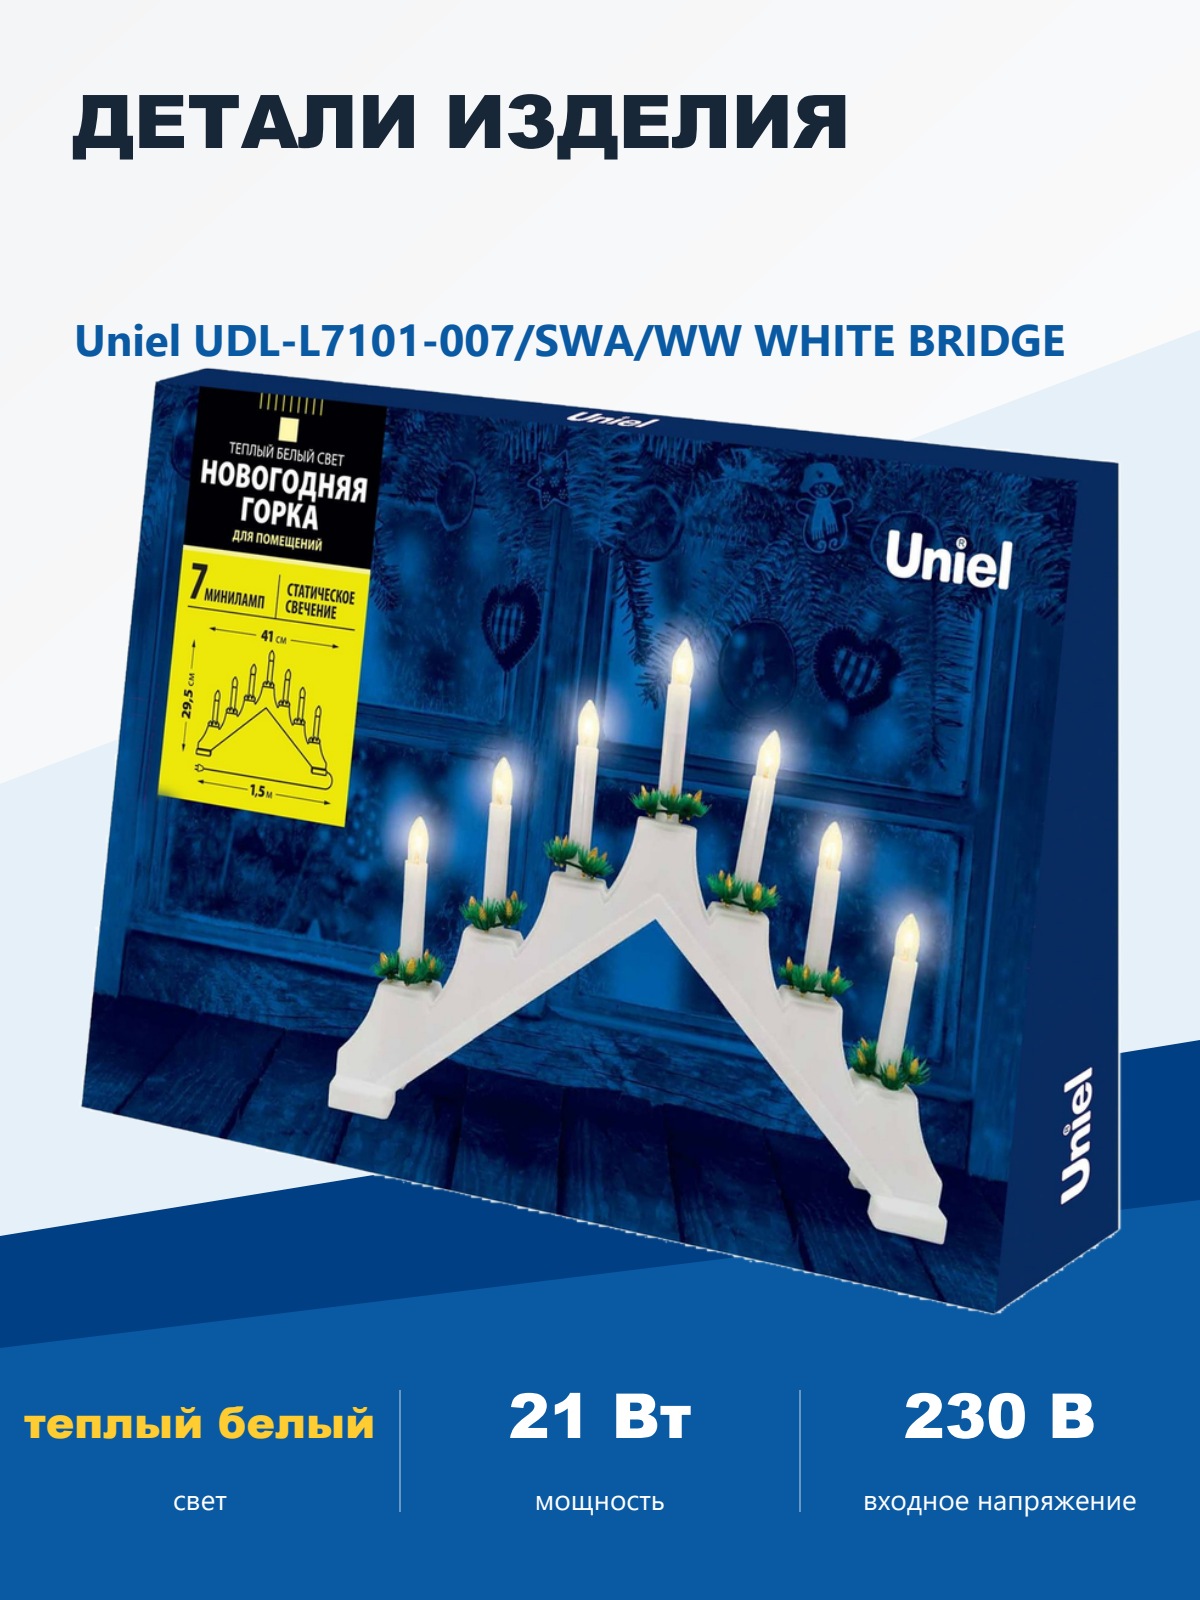 ДЕТАЛИ ИЗДЕЛИЯ
Uniel UDL-L7101-007/SWA/WW WHITE BRIDGE
Uniel
ТЕПЛЫЙ БЕЛЫЙ СВЕТ
НОВОГОДНЯЯ
ГОРКА
ДЛЯ ПОМЕЩЕНИЙ
7 МИНИЛАМП
СТАТИЧЕСКОЕ
СВЕЧЕНИЕ
41 СМ
29,5 СМ
1,5 М
Uniel®
Uniel®
теплый белый
свет
21 Вт
мощность
230 В
входное напряжение